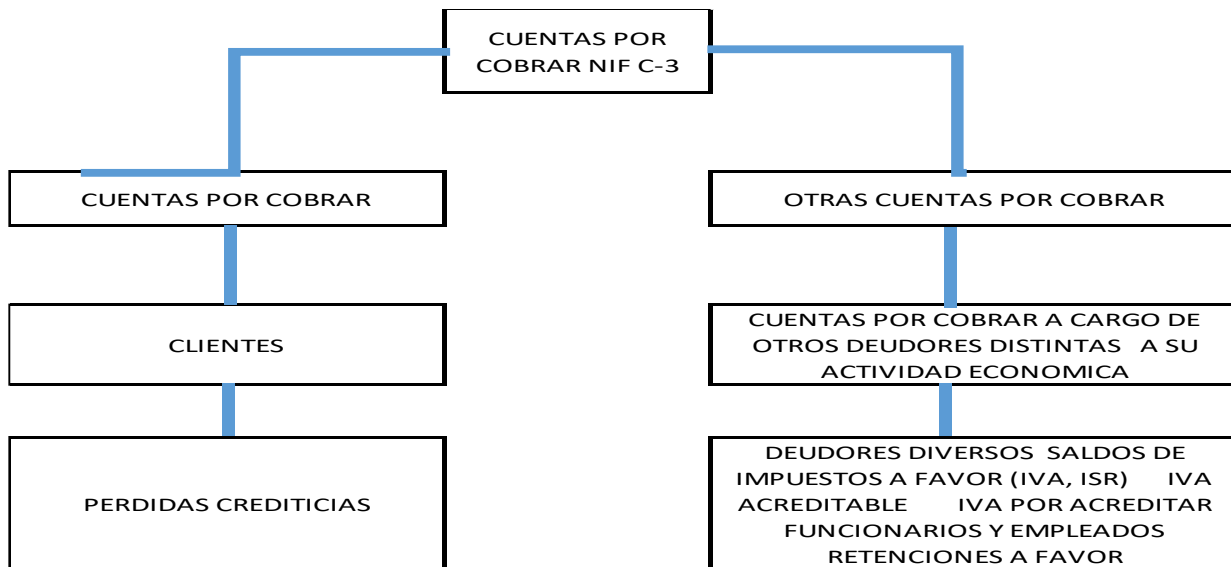 CUENTAS POR
COBRAR NIF C-3
CUENTAS POR COBRAR
OTRAS CUENTAS POR COBRAR
CLIENTES
CUENTAS POR COBRAR A CARGO DE
OTROS DEUDORES DISTINTAS A SU
ACTIVIDAD ECONOMICA
PERDIDAS CREDITICIAS
DEUDORES DIVERSOS SALDOS DE
IMPUESTOS A FAVOR (IVA, ISR) IVA
ACREDITABLE IVA POR ACREDITAR
FUNCIONARIOS Y EMPLEADOS
RETENCIONES A FAVOR